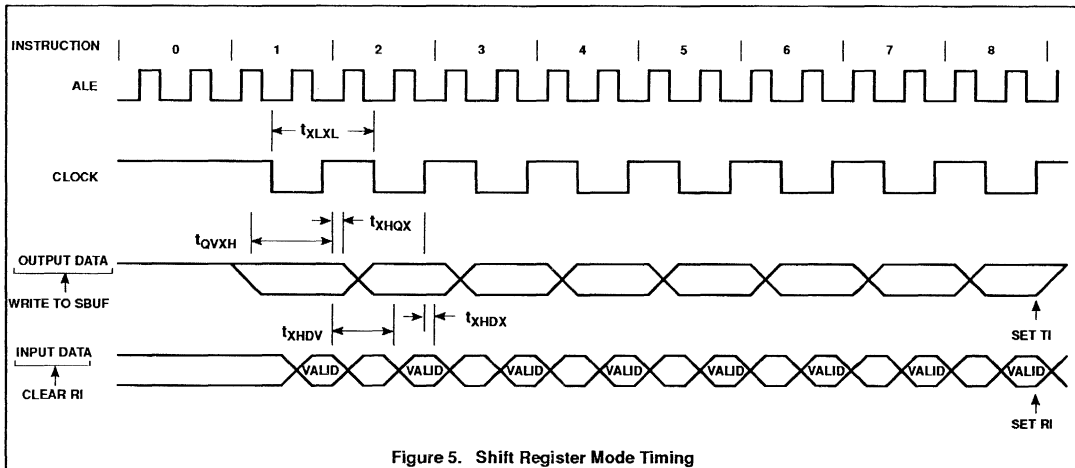 INSTRUCTION | 0 | 1 | 2 | 3 | 4 | 5 | 6 | 7 | 8 |
ALE
tXLXL
CLOCK
tQVXH
tXHQX
OUTPUT DATA
WRITE TO SBUF
tXHDV
tXHDX
SET TI
INPUT DATA
VALID VALID VALID VALID VALID VALID VALID VALID
CLEAR RI
SET RI
Figure 5. Shift Register Mode Timing